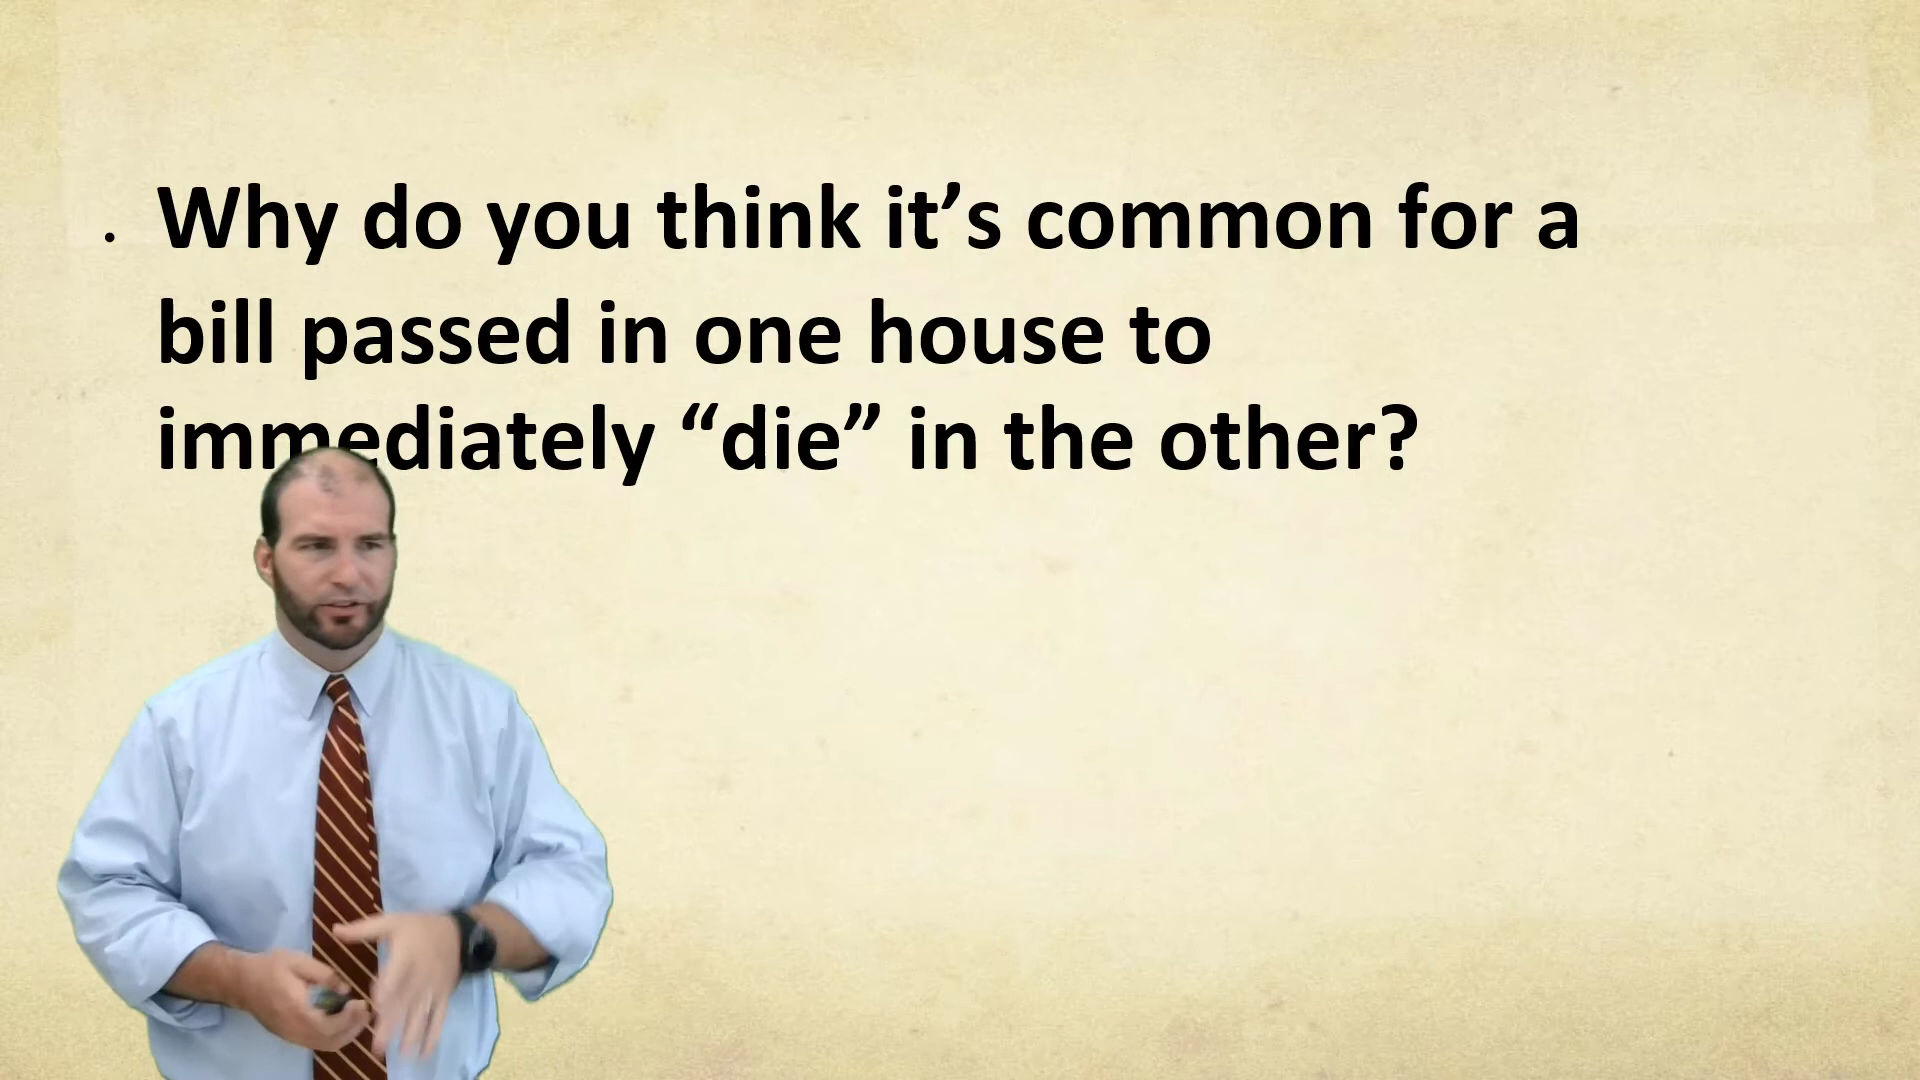 • Why do you think it’s common for a
bill passed in one house to
immediately “die” in the other?